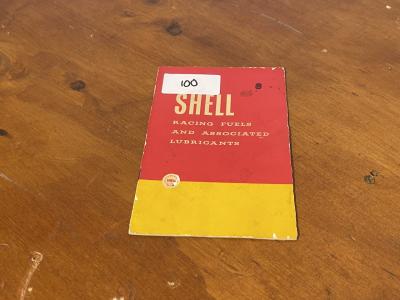 100
SHELL
RACING FUELS
AND ASSOCIATED
LUBRICANTS